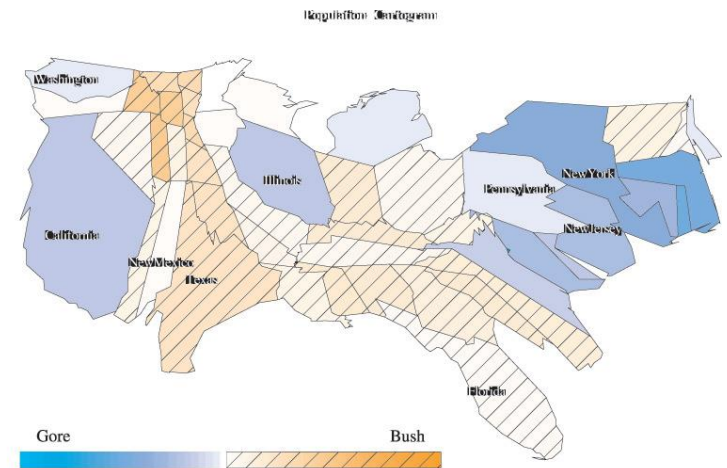 Population Cartogram
Washington
New York
Illinois
Pennsylvania
California
New Jersey
New Mexico
Texas
Florida
Gore
Bush